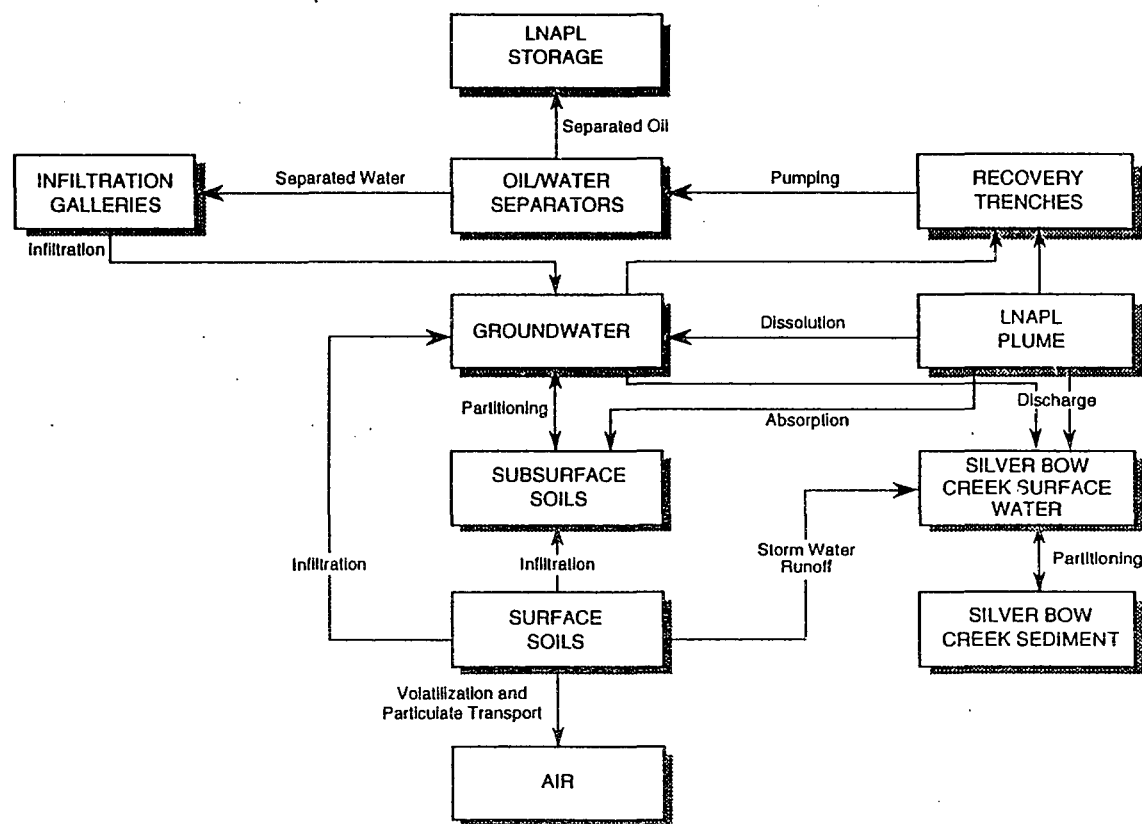 LNAPL
STORAGE
Separated Oil
INFILTRATION
GALLERIES
Separated Water
OIL/WATER
SEPARATORS
Pumping
RECOVERY
TRENCHES
Infiltration
GROUNDWATER
Dissolution
LNAPL
PLUME
Partitioning
Absorption
Discharge
SUBSURFACE
SOILS
SILVER BOW
CREEK SURFACE
WATER
Infiltration
Infiltration
Storm Water
Runoff
Partitioning
SURFACE
SOILS
SILVER BOW
CREEK SEDIMENT
Volatilization and
Particulate Transport
AIR